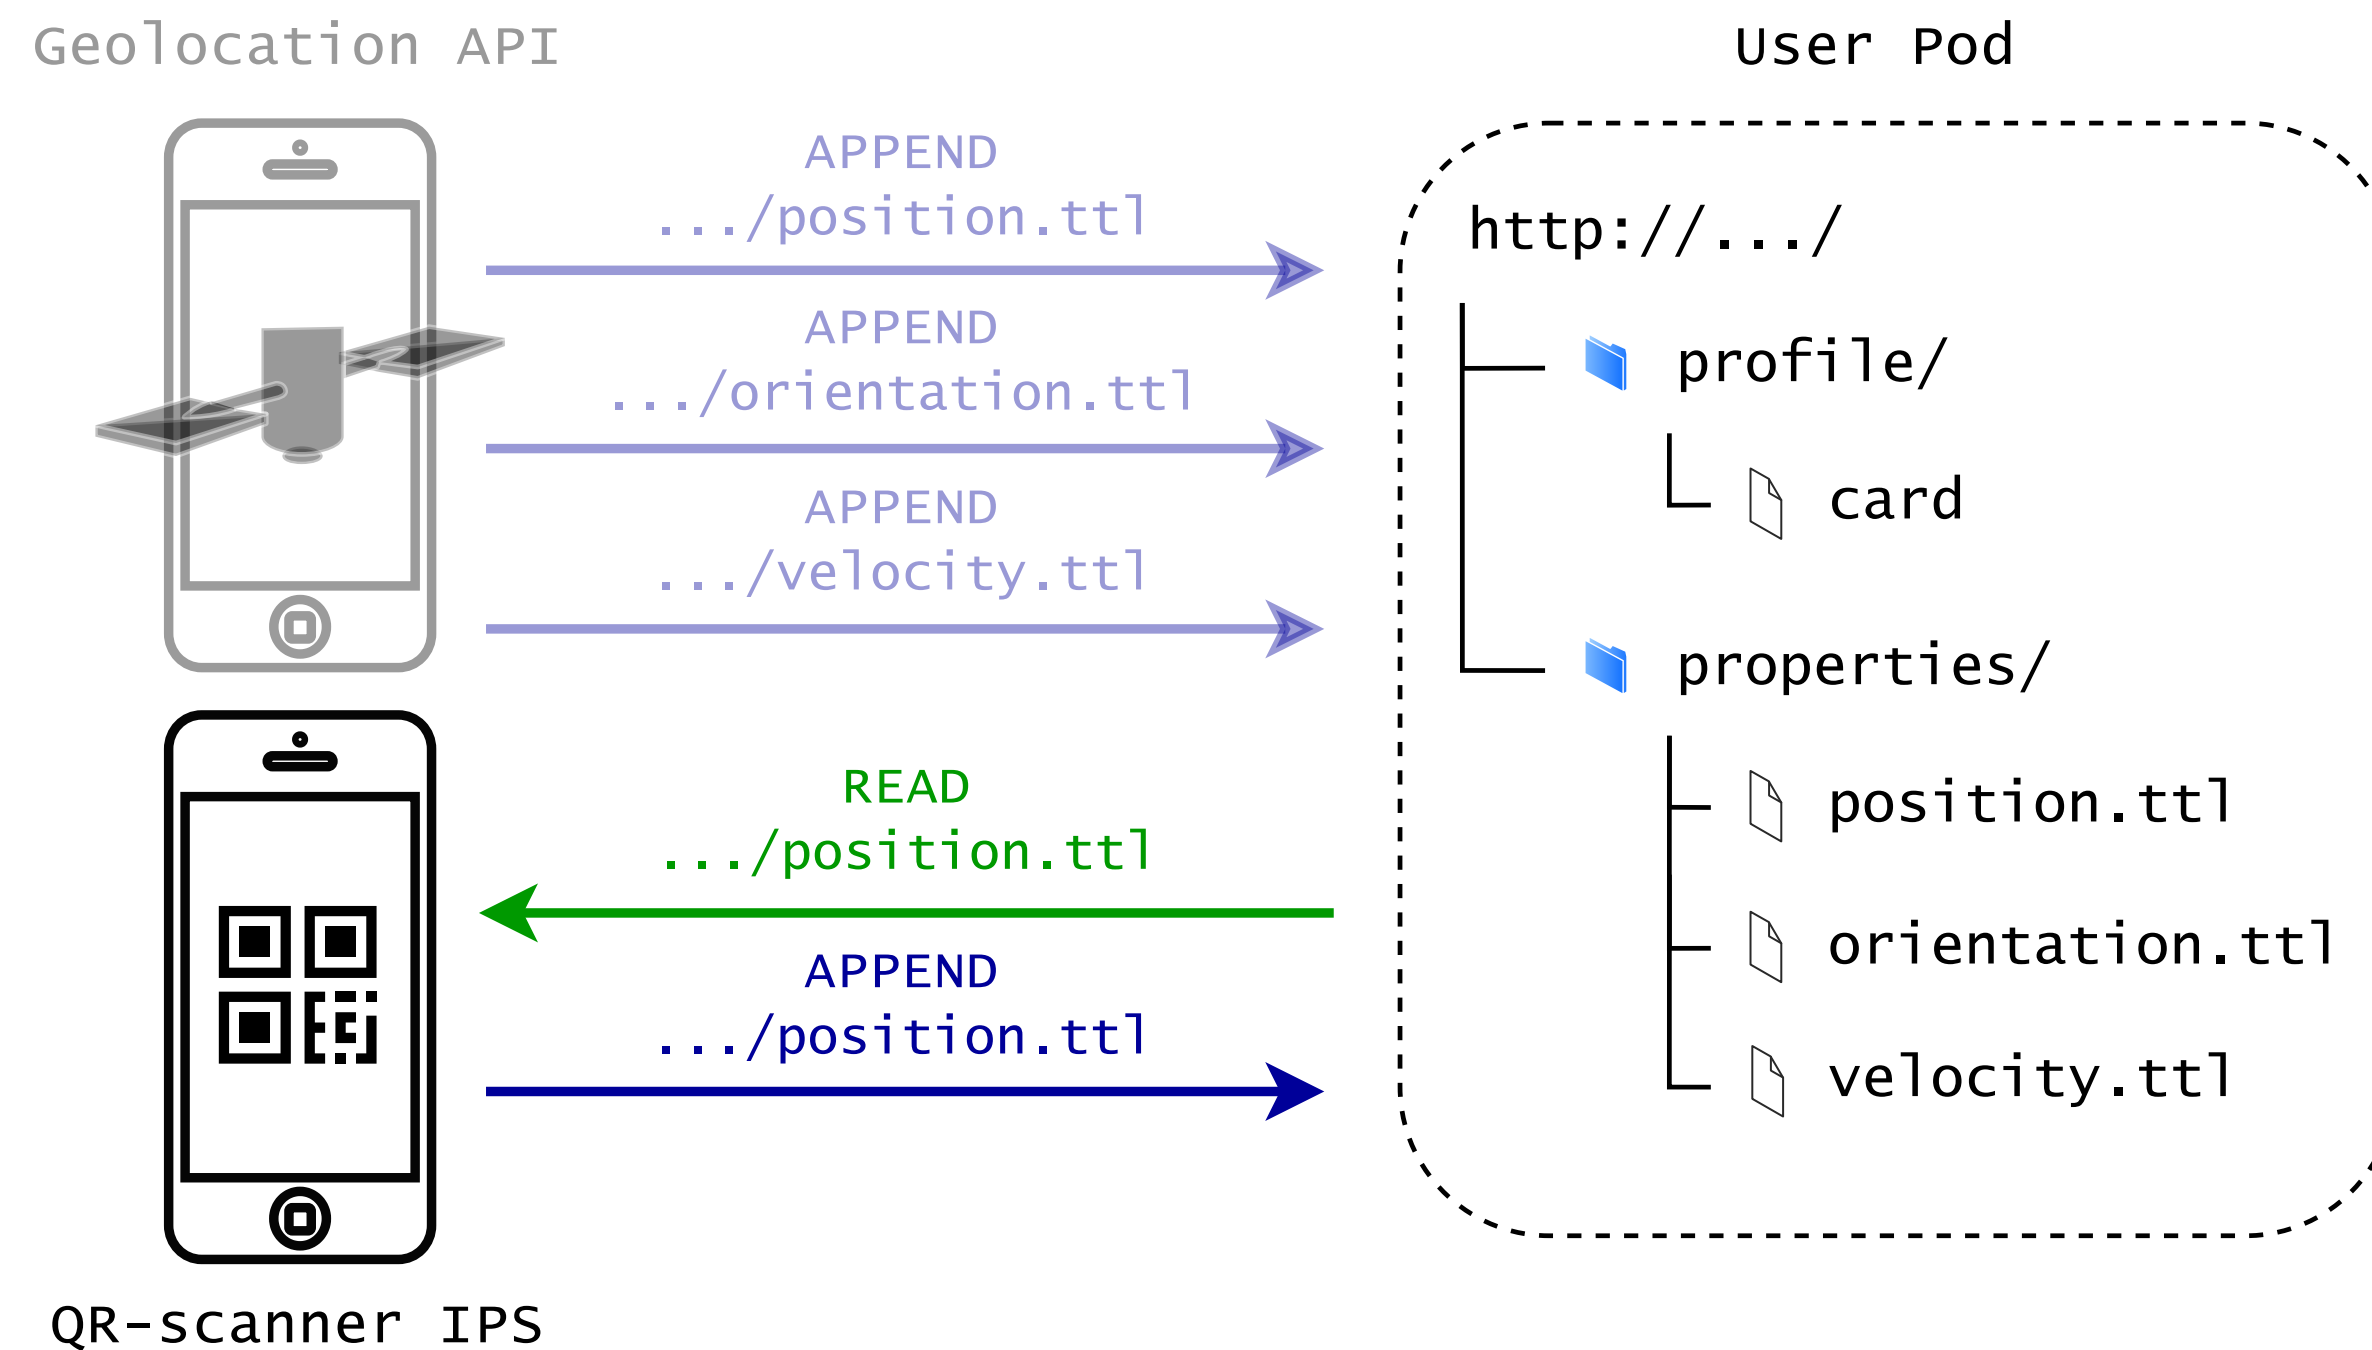 Geolocation API
APPEND
.../position.ttl
APPEND
.../orientation.ttl
APPEND
.../velocity.ttl
READ
.../position.ttl
APPEND
.../position.ttl
QR-scanner IPS
User Pod
http://.../
profile/
card
properties/
position.ttl
orientation.ttl
velocity.ttl